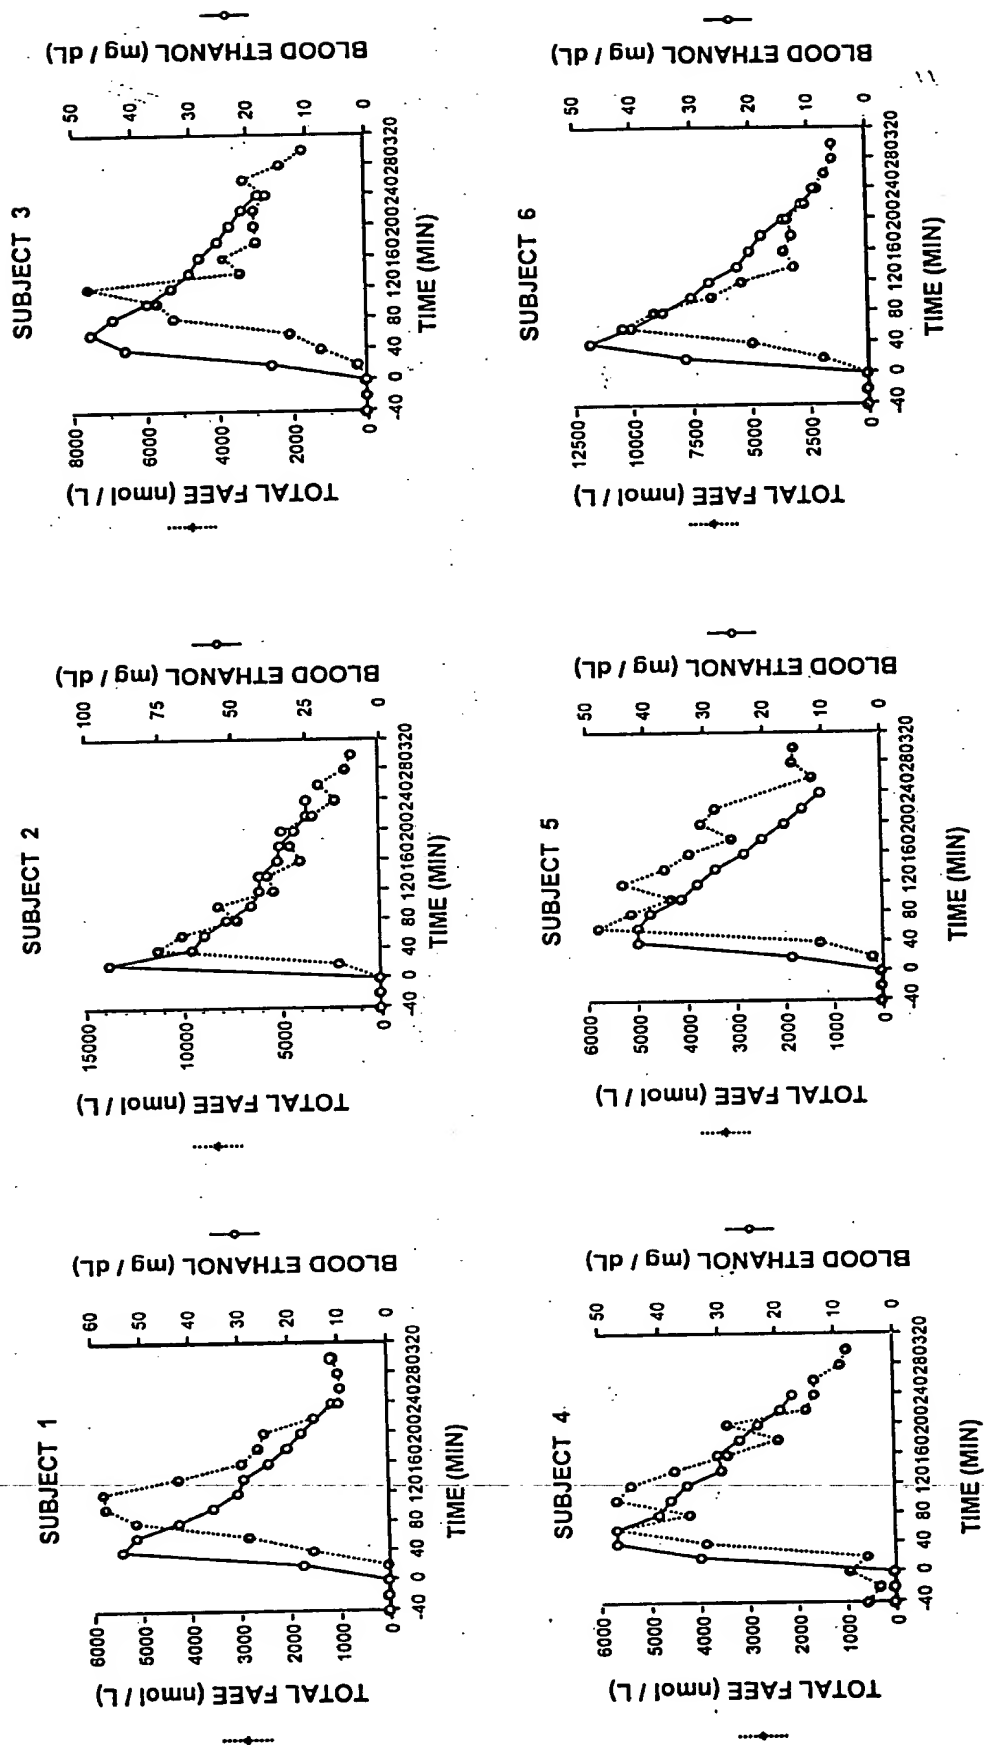 SUBJECT 1
TOTAL FAEE (nmol / L)
6000
5000
4000
3000
2000
1000
0
BLOOD ETHANOL (mg / dL)
60
50
40
30
20
10
0
-40 0 40 80 120160200240280320
TIME (MIN)
SUBJECT 2
TOTAL FAEE (nmol / L)
15000
10000
5000
0
BLOOD ETHANOL (mg / dL)
100
75
50
25
0
-40 0 40 80 120160200240280320
TIME (MIN)
SUBJECT 3
TOTAL FAEE (nmol / L)
8000
6000
4000
2000
0
BLOOD ETHANOL (mg / dL)
50
40
30
20
10
0
-40 0 40 80 120160200240280320
TIME (MIN)
SUBJECT 4
TOTAL FAEE (nmol / L)
6000
5000
4000
3000
2000
1000
0
BLOOD ETHANOL (mg / dL)
50
40
30
20
10
0
-40 0 40 80 120160200240280320
TIME (MIN)
SUBJECT 5
TOTAL FAEE (nmol / L)
6000
5000
4000
3000
2000
1000
0
BLOOD ETHANOL (mg / dL)
50
40
30
20
10
0
-40 0 40 80 120160200240280320
TIME (MIN)
SUBJECT 6
TOTAL FAEE (nmol / L)
12500
10000
7500
5000
2500
0
BLOOD ETHANOL (mg / dL)
50
40
30
20
10
0
-40 0 40 80 120160200240280320
TIME (MIN)